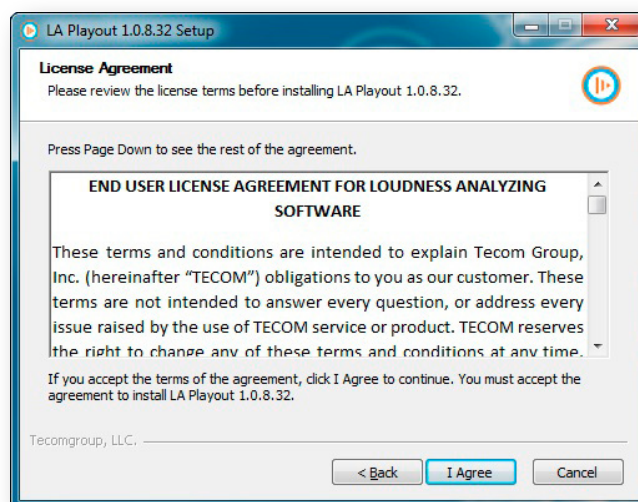 LA Playout 1.0.8.32 Setup
License Agreement
Please review the license terms before installing LA Playout 1.0.8.32.
Press Page Down to see the rest of the agreement.
END USER LICENSE AGREEMENT FOR LOUDNESS ANALYZING
SOFTWARE
These terms and conditions are intended to explain Tecom Group,
Inc. (hereinafter “TECOM”) obligations to you as our customer. These
terms are not intended to answer every question, or address every
issue raised by the use of TECOM service or product. TECOM reserves
the right to change any of these terms and conditions at any time.
If you accept the terms of the agreement, click I Agree to continue. You must accept the
agreement to install LA Playout 1.0.8.32.
Tecomgroup, LLC.
< Back I Agree Cancel